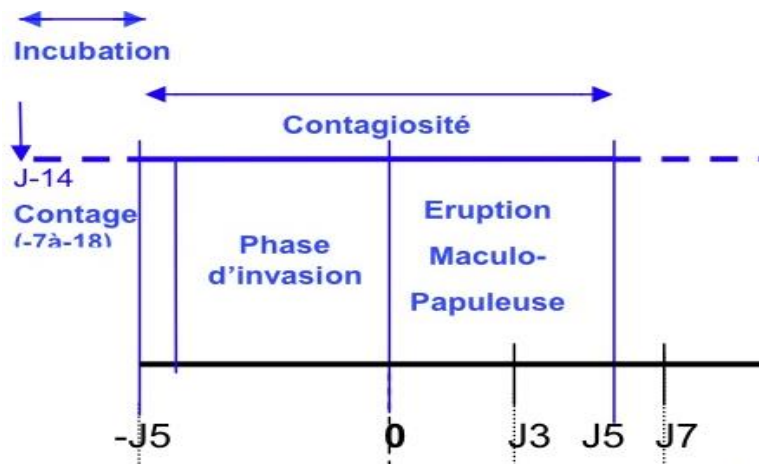 Incubation
Contagiosité
J-14
Contage
(-7à-18)
Phase
d'invasion
Eruption
Maculo-
Papuleuse
-J5
0
J3
J5
J7